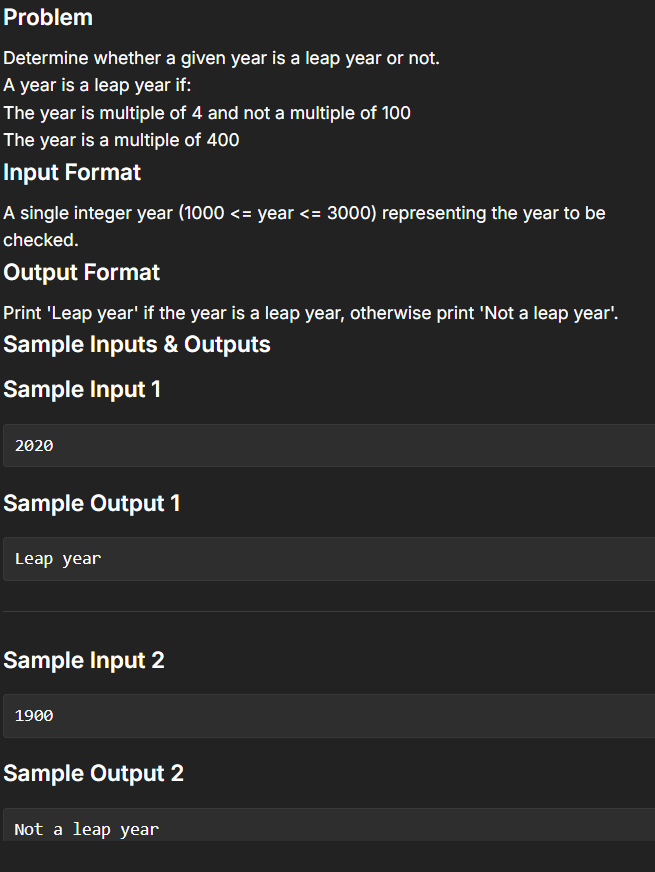 Problem
Determine whether a given year is a leap year or not.
A year is a leap year if:
The year is multiple of 4 and not a multiple of 100
The year is a multiple of 400
Input Format
A single integer year (1000 <= year <= 3000) representing the year to be
checked.
Output Format
Print 'Leap year' if the year is a leap year, otherwise print 'Not a leap year'.
Sample Inputs & Outputs
Sample Input 1
2020
Sample Output 1
Leap year
Sample Input 2
1900
Sample Output 2
Not a leap year